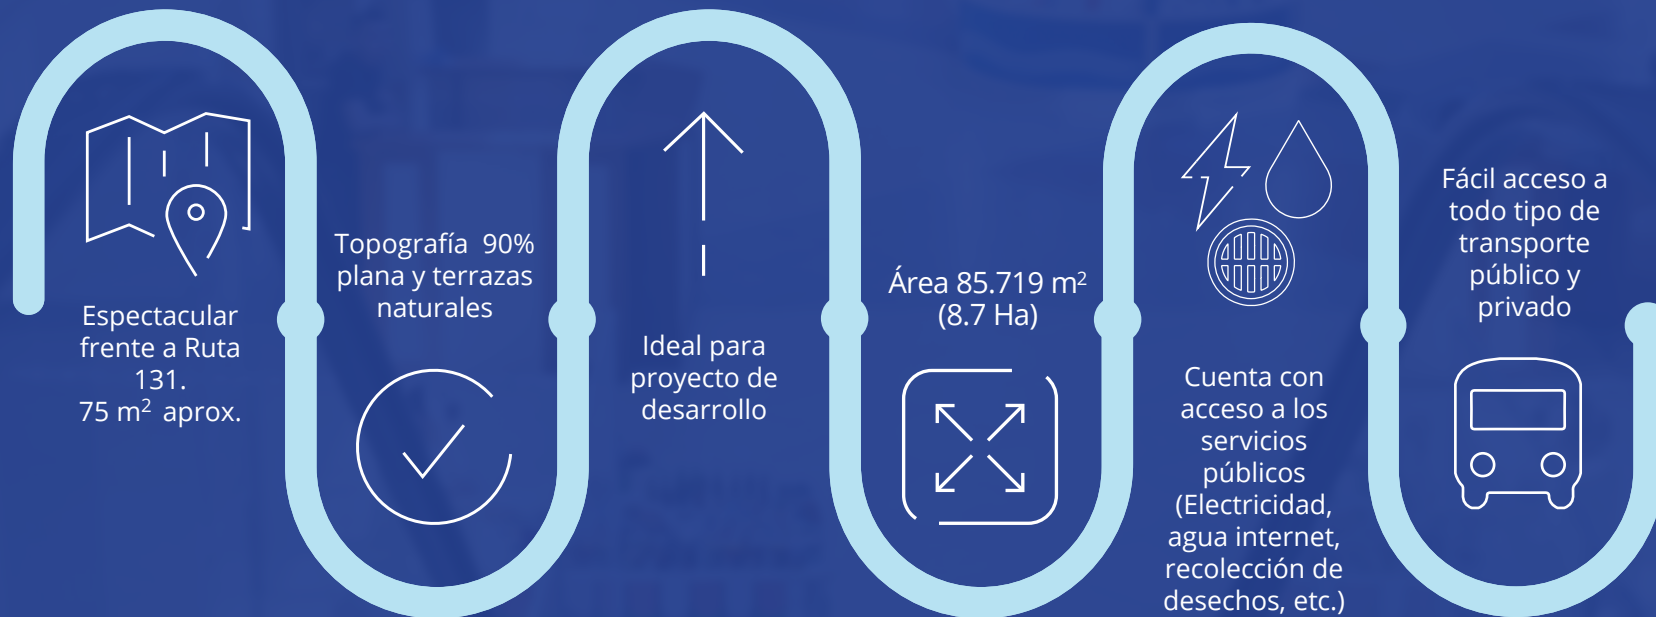 Espectacular
frente a Ruta
131.
75 m² aprox.
Topografía 90%
plana y terrazas
naturales
Ideal para
proyecto de
desarrollo
Área 85.719 m²
(8.7 Ha)
Cuenta con
acceso a los
servicios
públicos
(Electricidad,
agua internet,
recolección de
desechos, etc.)
Fácil acceso a
todo tipo de
transporte
público y
privado